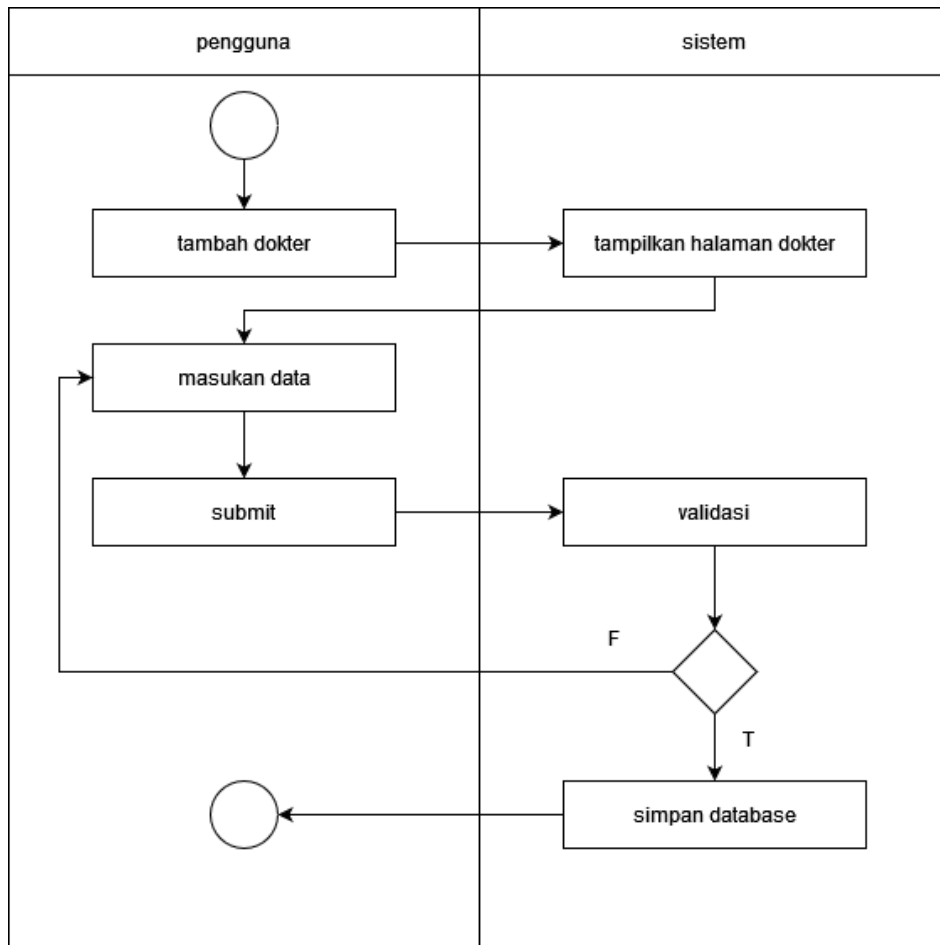 pengguna
sistem
tambah dokter
tampilkan halaman dokter
masukan data
submit
validasi
F
T
simpan database